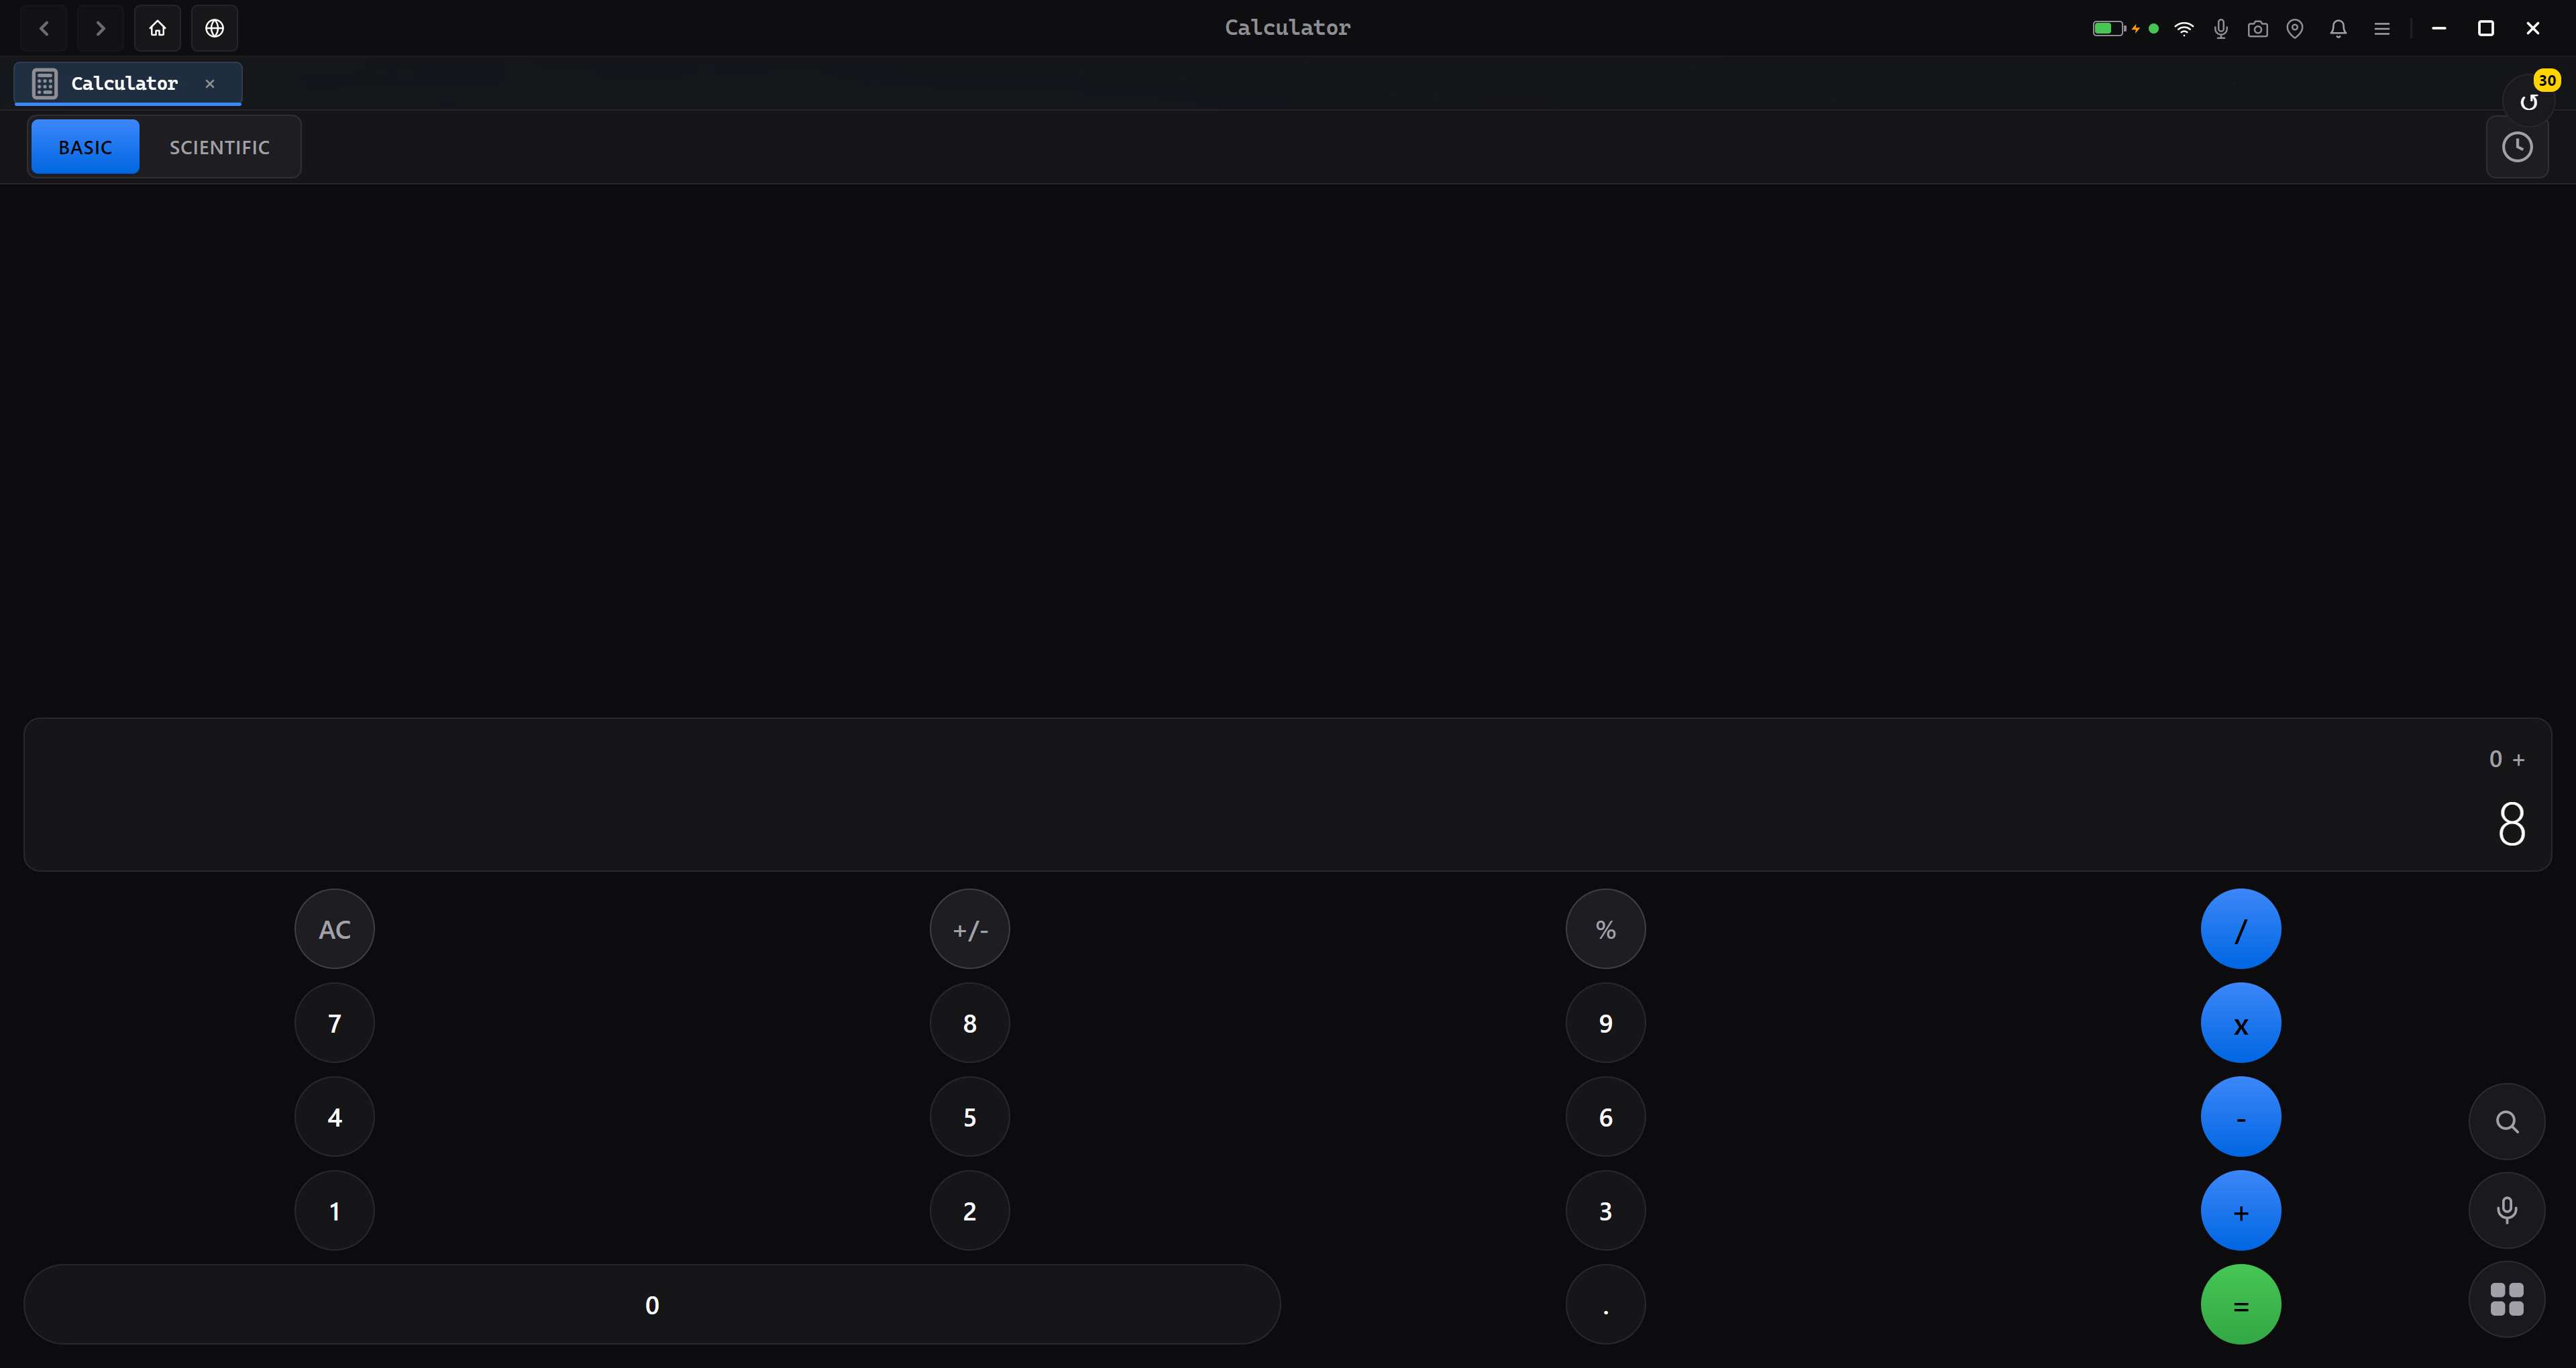 Calculator
Calculator
30
BASIC SCIENTIFIC
0 +
8
AC +/- % /
7 8 9 x
4 5 6 -
1 2 3 +
0 . =